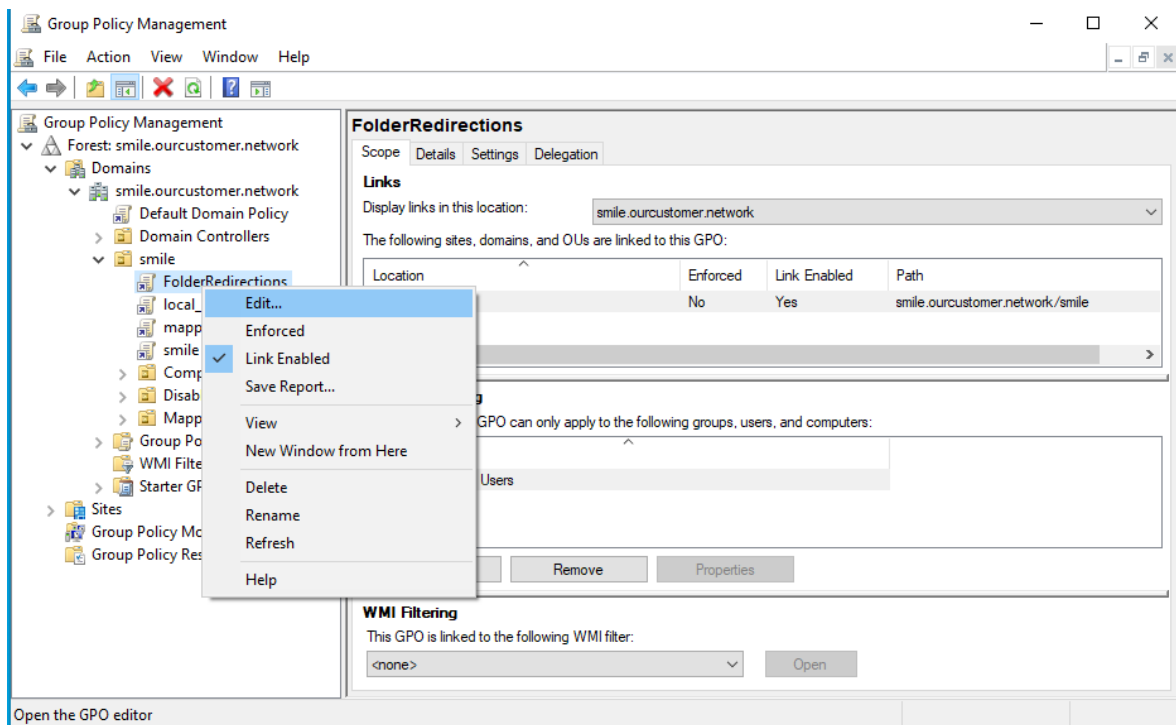 Group Policy Management
File Action View Window Help
Group Policy Management
Forest: smile.ourcustomer.network
Domains
smile.ourcustomer.network
Default Domain Policy
Domain Controllers
smile
FolderRedirections
local_
mapp
smile
Comp
Disab
Mapp
Group Po
WMI Filte
Starter GP
Sites
Group Policy Mo
Group Policy Res
Edit...
Enforced
Link Enabled
Save Report...
View
New Window from Here
Delete
Rename
Refresh
Help
FolderRedirections
Scope Details Settings Delegation
Links
Display links in this location: smile.ourcustomer.network
The following sites, domains, and OUs are linked to this GPO:
Location Enforced Link Enabled Path
No Yes smile.ourcustomer.network/smile
GPO can only apply to the following groups, users, and computers:
Users
Remove Properties
WMI Filtering
This GPO is linked to the following WMI filter:
<none> Open
Open the GPO editor